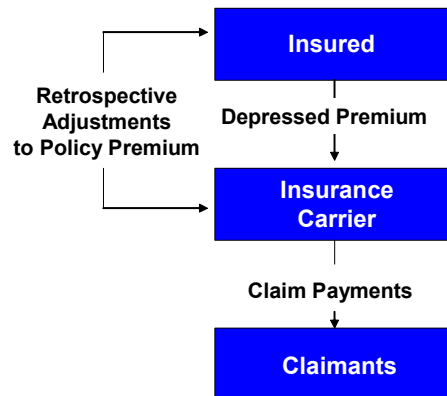 Insured
Retrospective
Adjustments
to Policy Premium
Depressed Premium
Insurance
Carrier
Claim Payments
Claimants